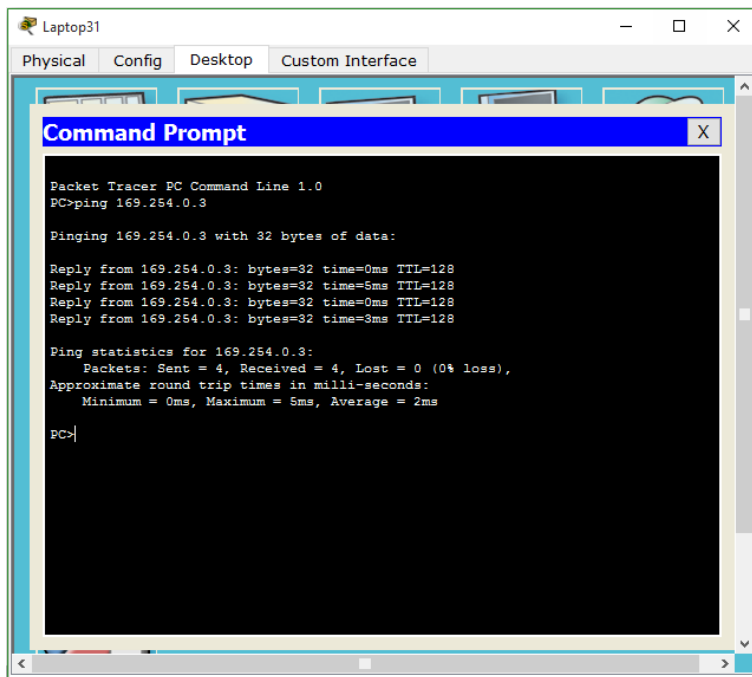 Laptop31
Physical Config Desktop Custom Interface
Command Prompt X
Packet Tracer PC Command Line 1.0
PC>ping 169.254.0.3
Pinging 169.254.0.3 with 32 bytes of data:
Reply from 169.254.0.3: bytes=32 time=0ms TTL=128
Reply from 169.254.0.3: bytes=32 time=5ms TTL=128
Reply from 169.254.0.3: bytes=32 time=0ms TTL=128
Reply from 169.254.0.3: bytes=32 time=3ms TTL=128
Ping statistics for 169.254.0.3:
Packets: Sent = 4, Received = 4, Lost = 0 (0% loss),
Approximate round trip times in milli-seconds:
Minimum = 0ms, Maximum = 5ms, Average = 2ms
PC>